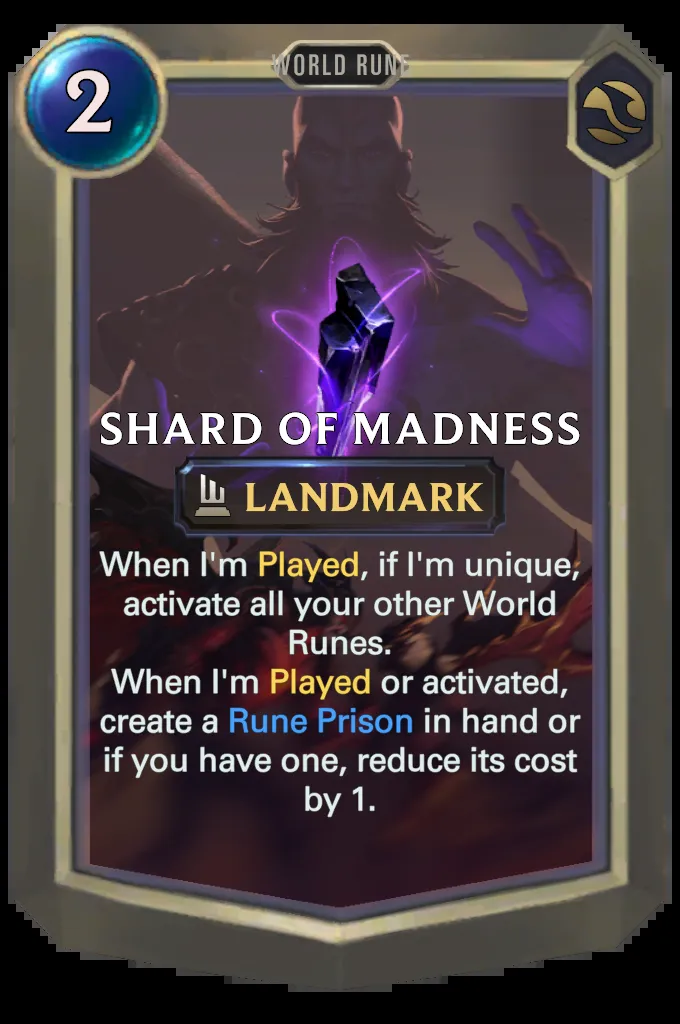 WORLD RUNE
2
SHARD OF MADNESS
LANDMARK
When I'm Played, if I'm unique,
activate all your other World
Runes.
When I'm Played or activated,
create a Rune Prison in hand or
if you have one, reduce its cost
by 1.